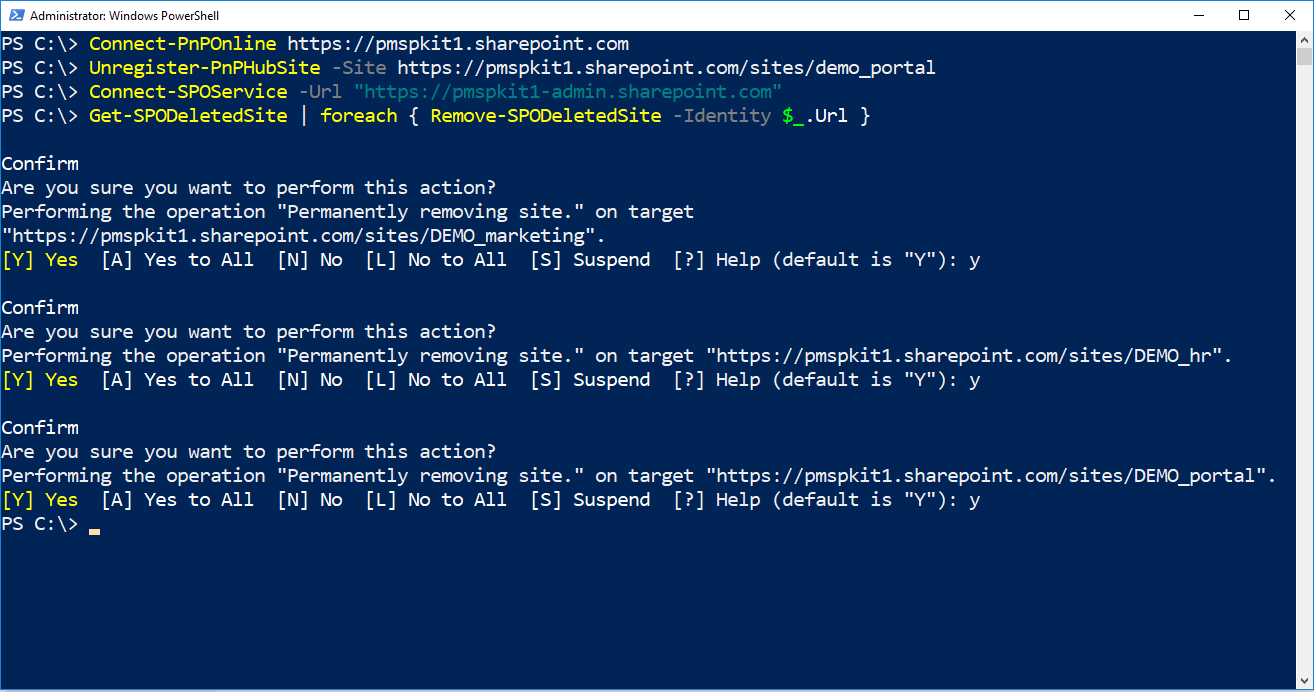 Administrator: Windows PowerShell
PS C:\> Connect-PnPOnline https://pmspkit1.sharepoint.com
PS C:\> Unregister-PnPHubSite -Site https://pmspkit1.sharepoint.com/sites/demo_portal
PS C:\> Connect-SPOService -Url "https://pmspkit1-admin.sharepoint.com"
PS C:\> Get-SPODeletedSite | foreach { Remove-SPODeletedSite -Identity $_.Url }
Confirm
Are you sure you want to perform this action?
Performing the operation "Permanently removing site." on target
"https://pmspkit1.sharepoint.com/sites/DEMO_marketing".
[Y] Yes  [A] Yes to All  [N] No  [L] No to All  [S] Suspend  [?] Help (default is "Y"): y
Confirm
Are you sure you want to perform this action?
Performing the operation "Permanently removing site." on target "https://pmspkit1.sharepoint.com/sites/DEMO_hr".
[Y] Yes  [A] Yes to All  [N] No  [L] No to All  [S] Suspend  [?] Help (default is "Y"): y
Confirm
Are you sure you want to perform this action?
Performing the operation "Permanently removing site." on target "https://pmspkit1.sharepoint.com/sites/DEMO_portal".
[Y] Yes  [A] Yes to All  [N] No  [L] No to All  [S] Suspend  [?] Help (default is "Y"): y
PS C:\>